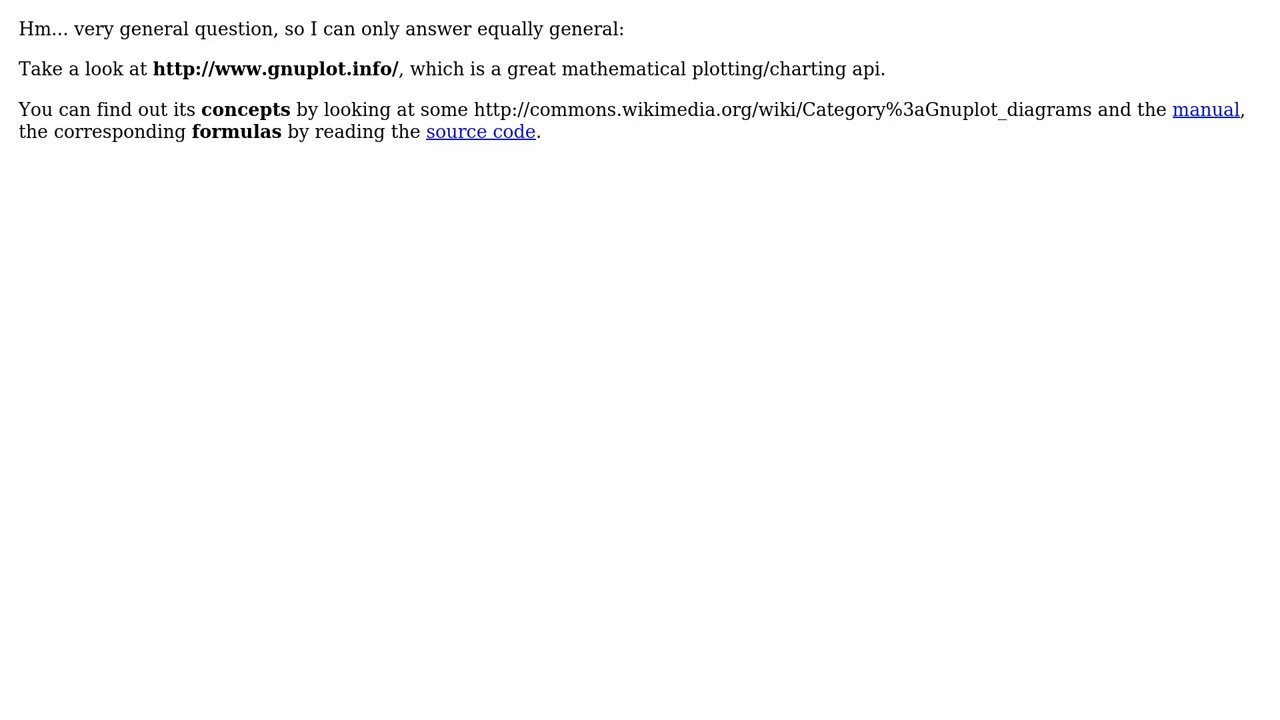 Hm... very general question, so I can only answer equally general:
Take a look at http://www.gnuplot.info/, which is a great mathematical plotting/charting api.
You can find out its concepts by looking at some http://commons.wikimedia.org/wiki/Category%3aGnuplot_diagrams and the manual,
the corresponding formulas by reading the source code.